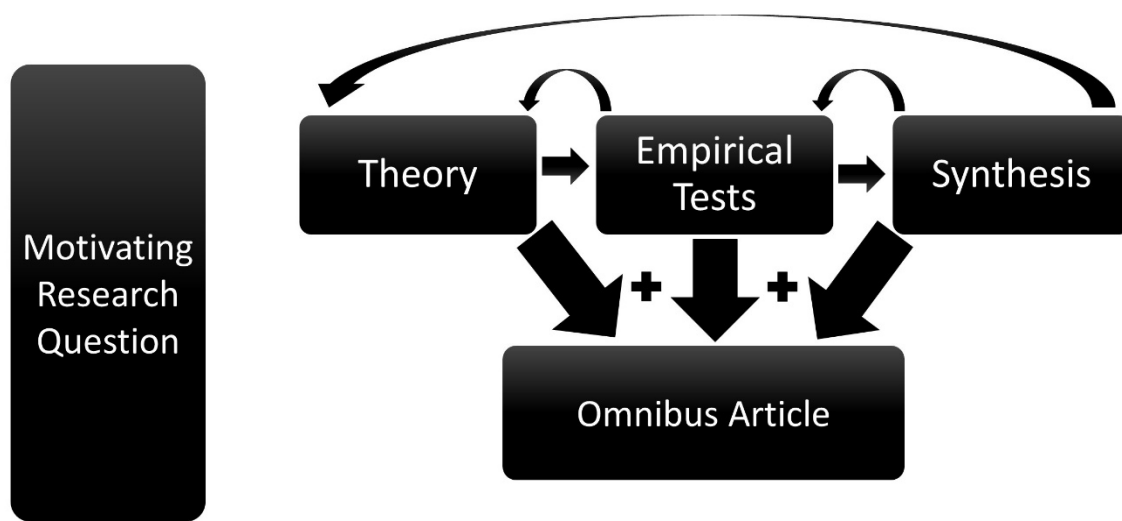 Motivating
Research
Question
Theory
Empirical
Tests
Synthesis
+ +
Omnibus Article